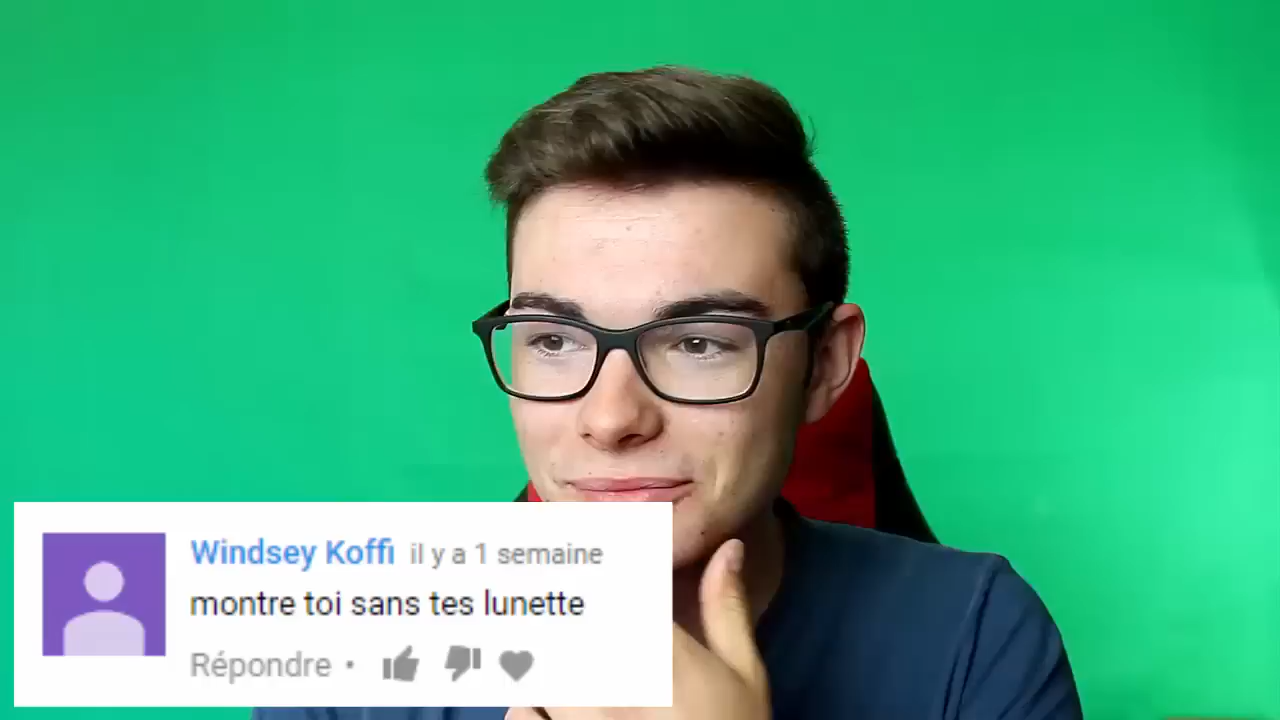 Windsey Koffi il y a 1 semaine
montre toi sans tes lunette
Répondre •